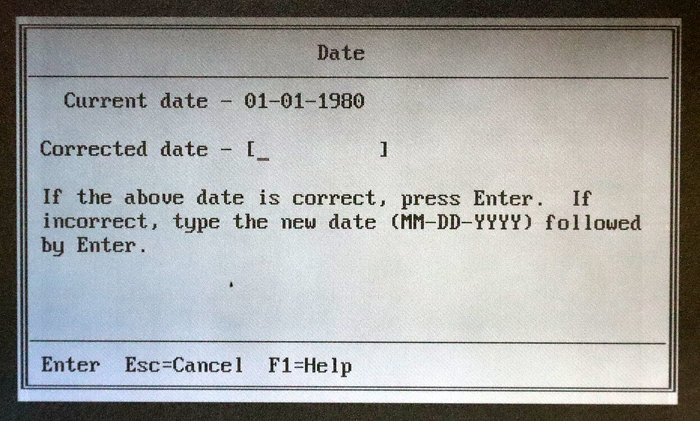 Date
Current date - 01-01-1980
Corrected date - [_ ]
If the above date is correct, press Enter. If
incorrect, type the new date (MM-DD-YYYY) followed
by Enter.
Enter Esc=Cancel F1=Help